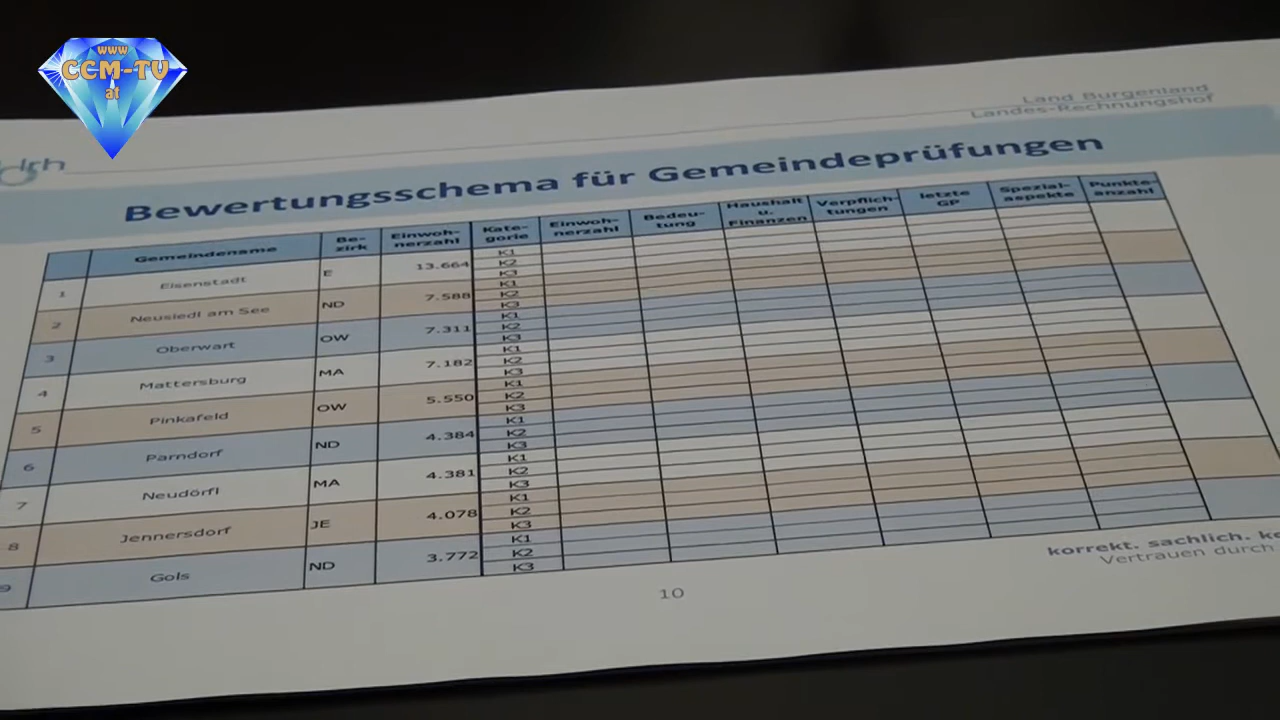 www
CCM-TV
at
Land Burgenland
Landes-Rechnungshof
lrh
Bewertungsschema für Gemeindeprüfungen
Gemeindename Be-zirk Einwoh-nerzahl Kate-gorie Einwoh-nerzahl Bedeu-tung Haushalt u. Finanzen Verpflich-tungen letzte GP Spezial-aspekte Punkte anzahl
1 Eisenstadt E 13.664 K1 K2 K3
2 Neusiedl am See ND 7.588 K1 K2 K3
3 Oberwart OW 7.311 K1 K2 K3
4 Mattersburg MA 7.182 K1 K2 K3
5 Pinkafeld OW 5.550 K1 K2 K3
6 Parndorf ND 4.384 K1 K2 K3
7 Neudörfl MA 4.381 K1 K2 K3
8 Jennersdorf JE 4.078 K1 K2 K3
9 Gols ND 3.772 K1 K2 K3
korrekt. sachlich. ko
Vertrauen durch
10